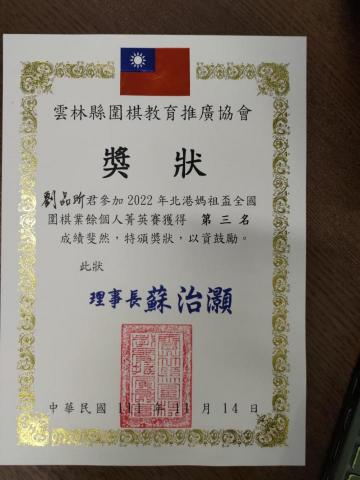 雲林縣圍棋教育推廣協會
獎狀
劉品昕君參加2022年北港媽祖盃全國
圍棋業餘個人菁英賽獲得 第三名
成績斐然，特頒獎狀，以資鼓勵。
此狀
理事長蘇治灝
中華民國 111 年 11 月 14 日